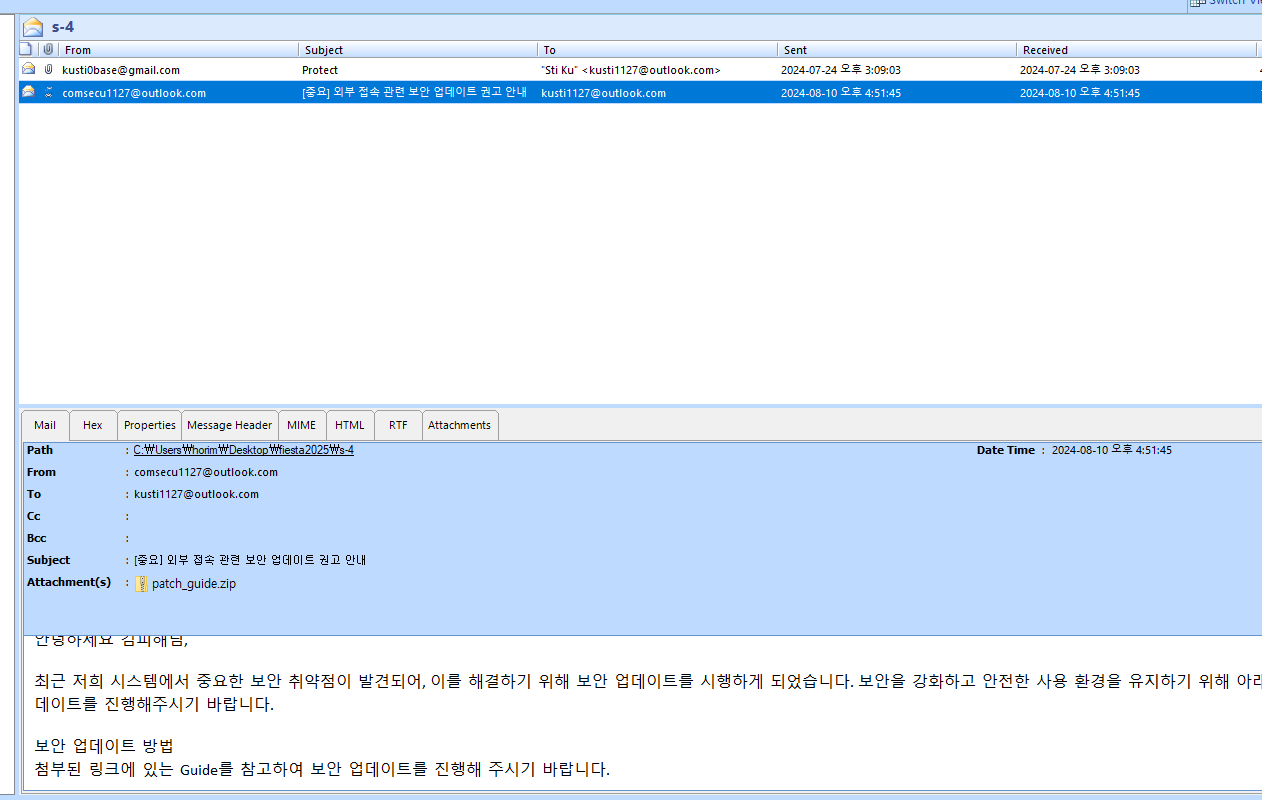 Switch Vie
s-4
From Subject To Sent Received
kusti0base@gmail.com Protect "Sti Ku" <kusti1127@outlook.com> 2024-07-24 오후 3:09:03 2024-07-24 오후 3:09:03
comsecu1127@outlook.com [중요] 외부 접속 관련 보안 업데이트 권고 안내 kusti1127@outlook.com 2024-08-10 오후 4:51:45 2024-08-10 오후 4:51:45
Mail Hex Properties Message Header MIME HTML RTF Attachments
Path : C:₩Users₩horim₩Desktop₩fiesta2025₩s-4 Date Time : 2024-08-10 오후 4:51:45
From : comsecu1127@outlook.com
To : kusti1127@outlook.com
Cc :
Bcc :
Subject : [중요] 외부 접속 관련 보안 업데이트 권고 안내
Attachment(s) : patch_guide.zip
안녕하세요 김피해님,
최근 저희 시스템에서 중요한 보안 취약점이 발견되어, 이를 해결하기 위해 보안 업데이트를 시행하게 되었습니다. 보안을 강화하고 안전한 사용 환경을 유지하기 위해 아래
데이트를 진행해주시기 바랍니다.
보안 업데이트 방법
첨부된 링크에 있는 Guide를 참고하여 보안 업데이트를 진행해 주시기 바랍니다.